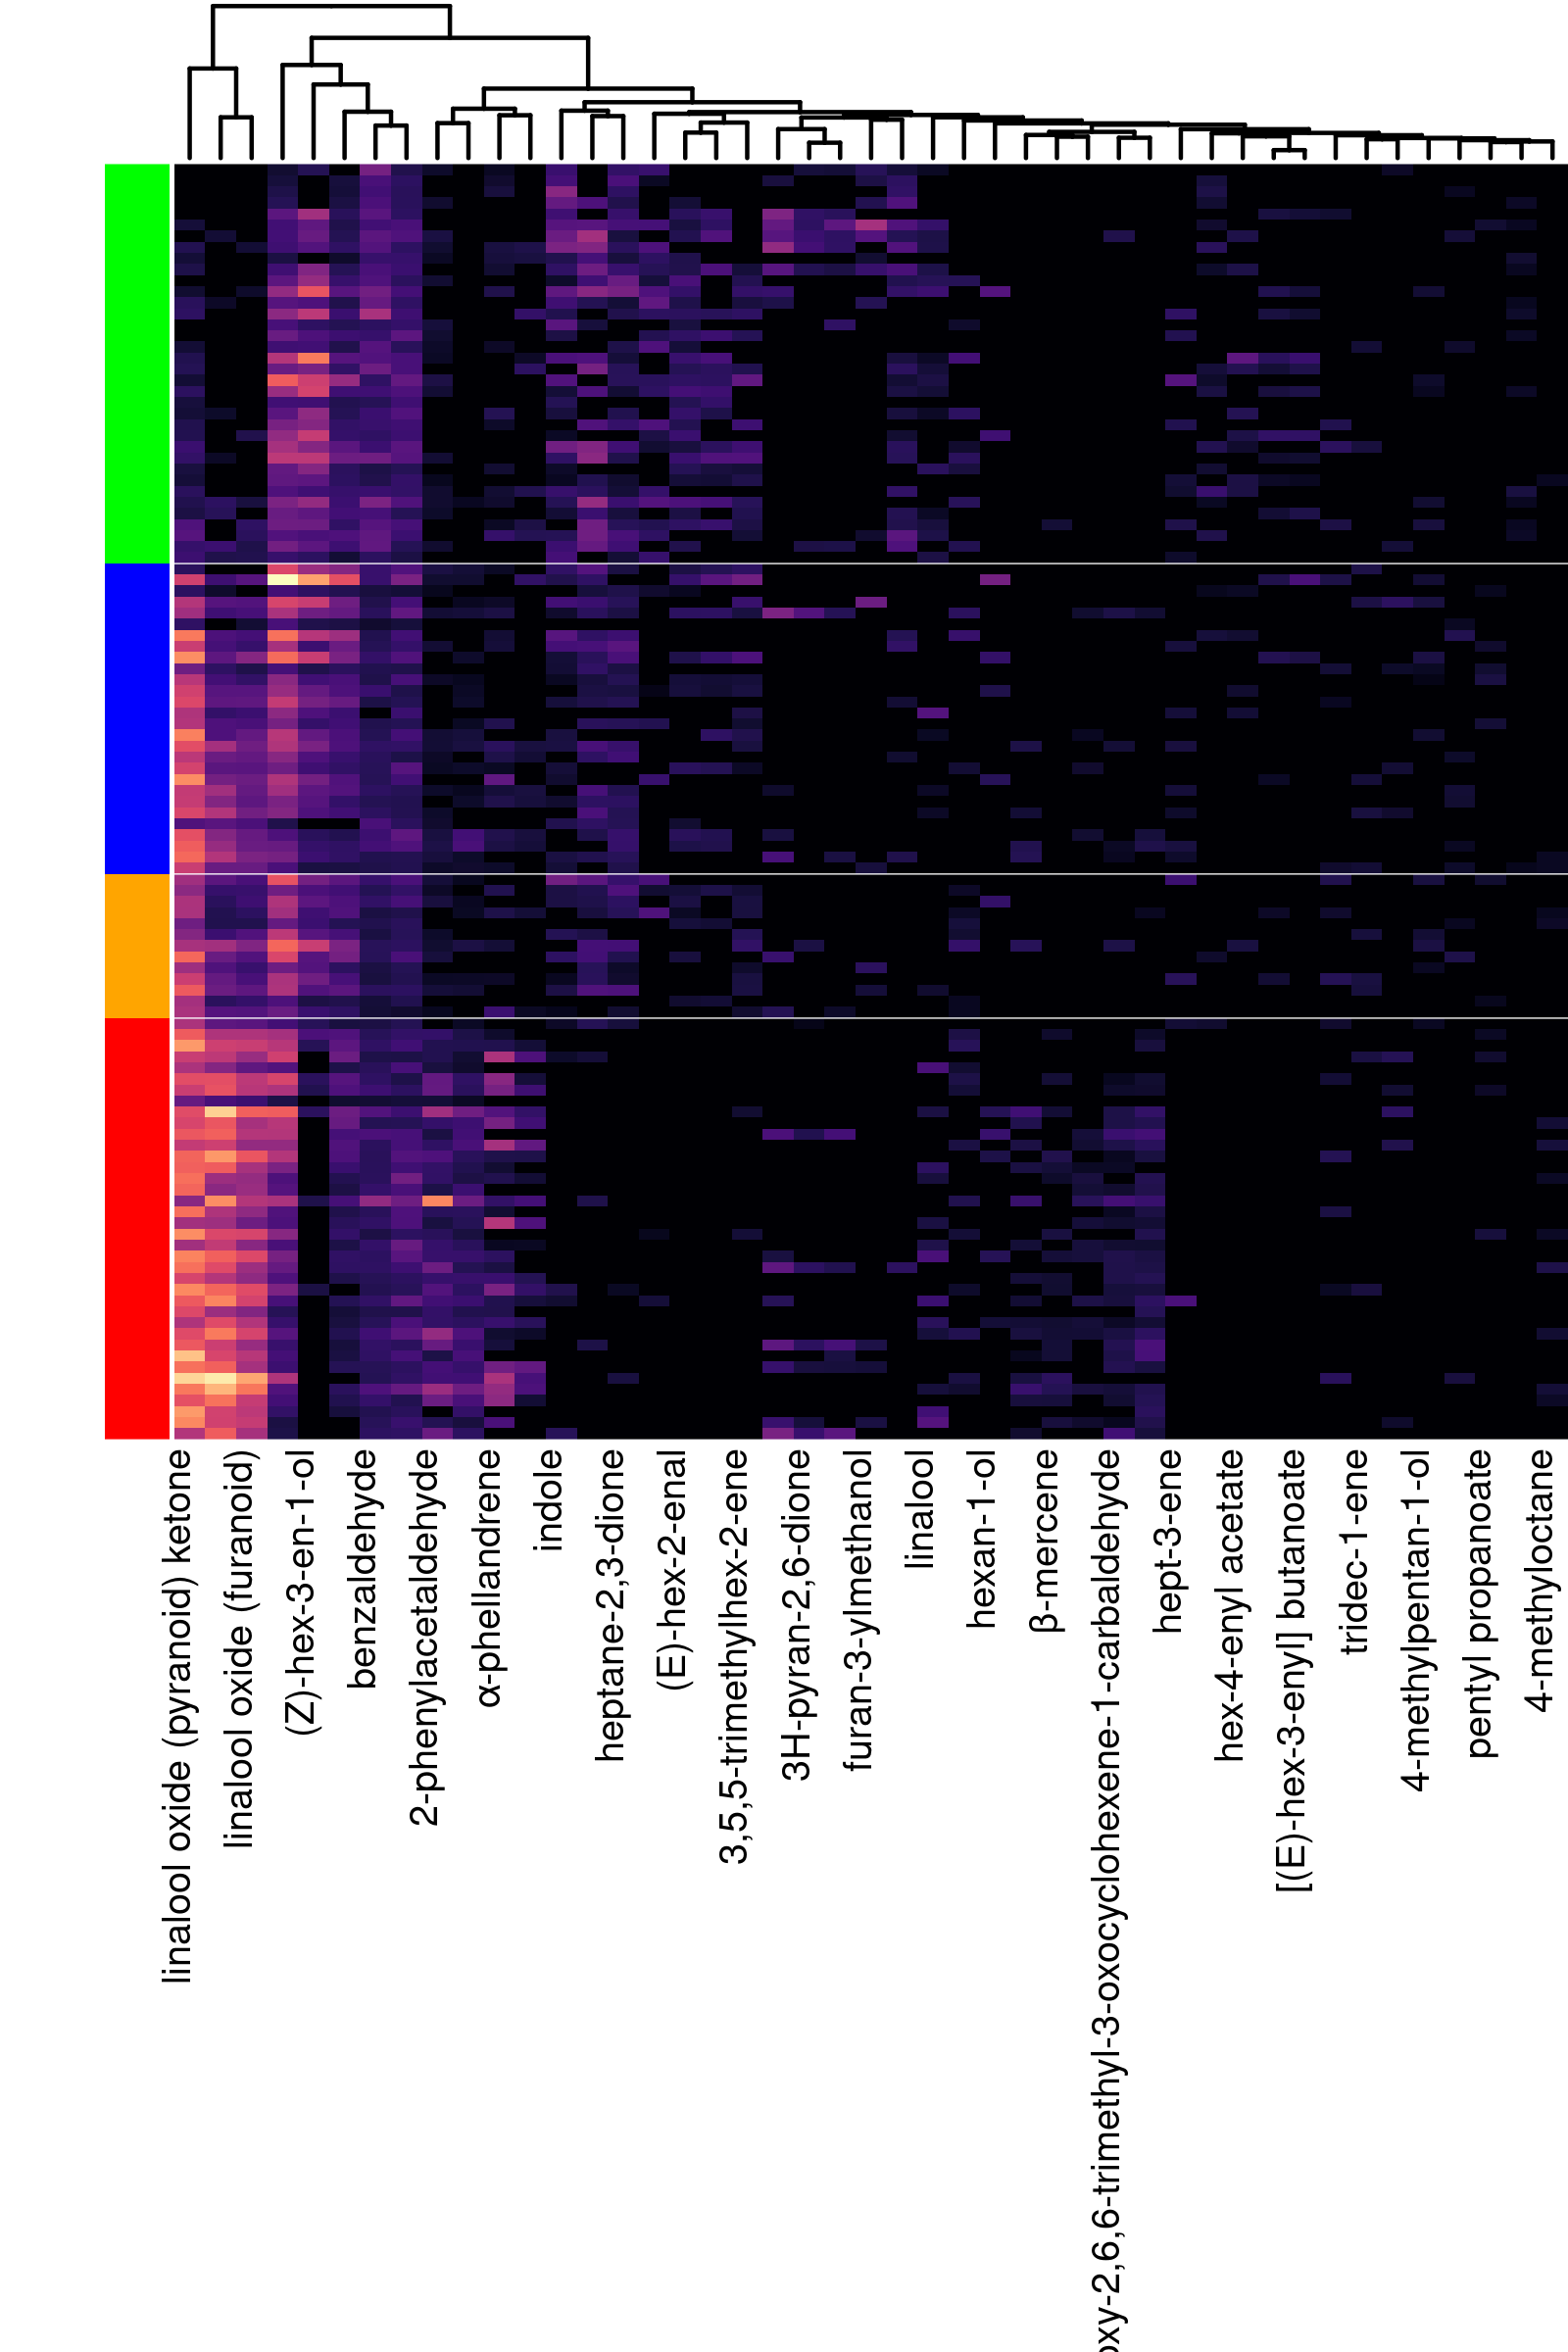 linalool oxide (pyranoid) ketone
linalool oxide (furanoid)
(Z)-hex-3-en-1-ol
benzaldehyde
2-phenylacetaldehyde
α-phellandrene
indole
heptane-2,3-dione
(E)-hex-2-enal
3,5,5-trimethylhex-2-ene
3H-pyran-2,6-dione
furan-3-ylmethanol
linalool
hexan-1-ol
β-mercene
oxy-2,6,6-trimethyl-3-oxocyclohexene-1-carbaldehyde
hept-3-ene
hex-4-enyl acetate
[(E)-hex-3-enyl] butanoate
tridec-1-ene
4-methylpentan-1-ol
pentyl propanoate
4-methyloctane